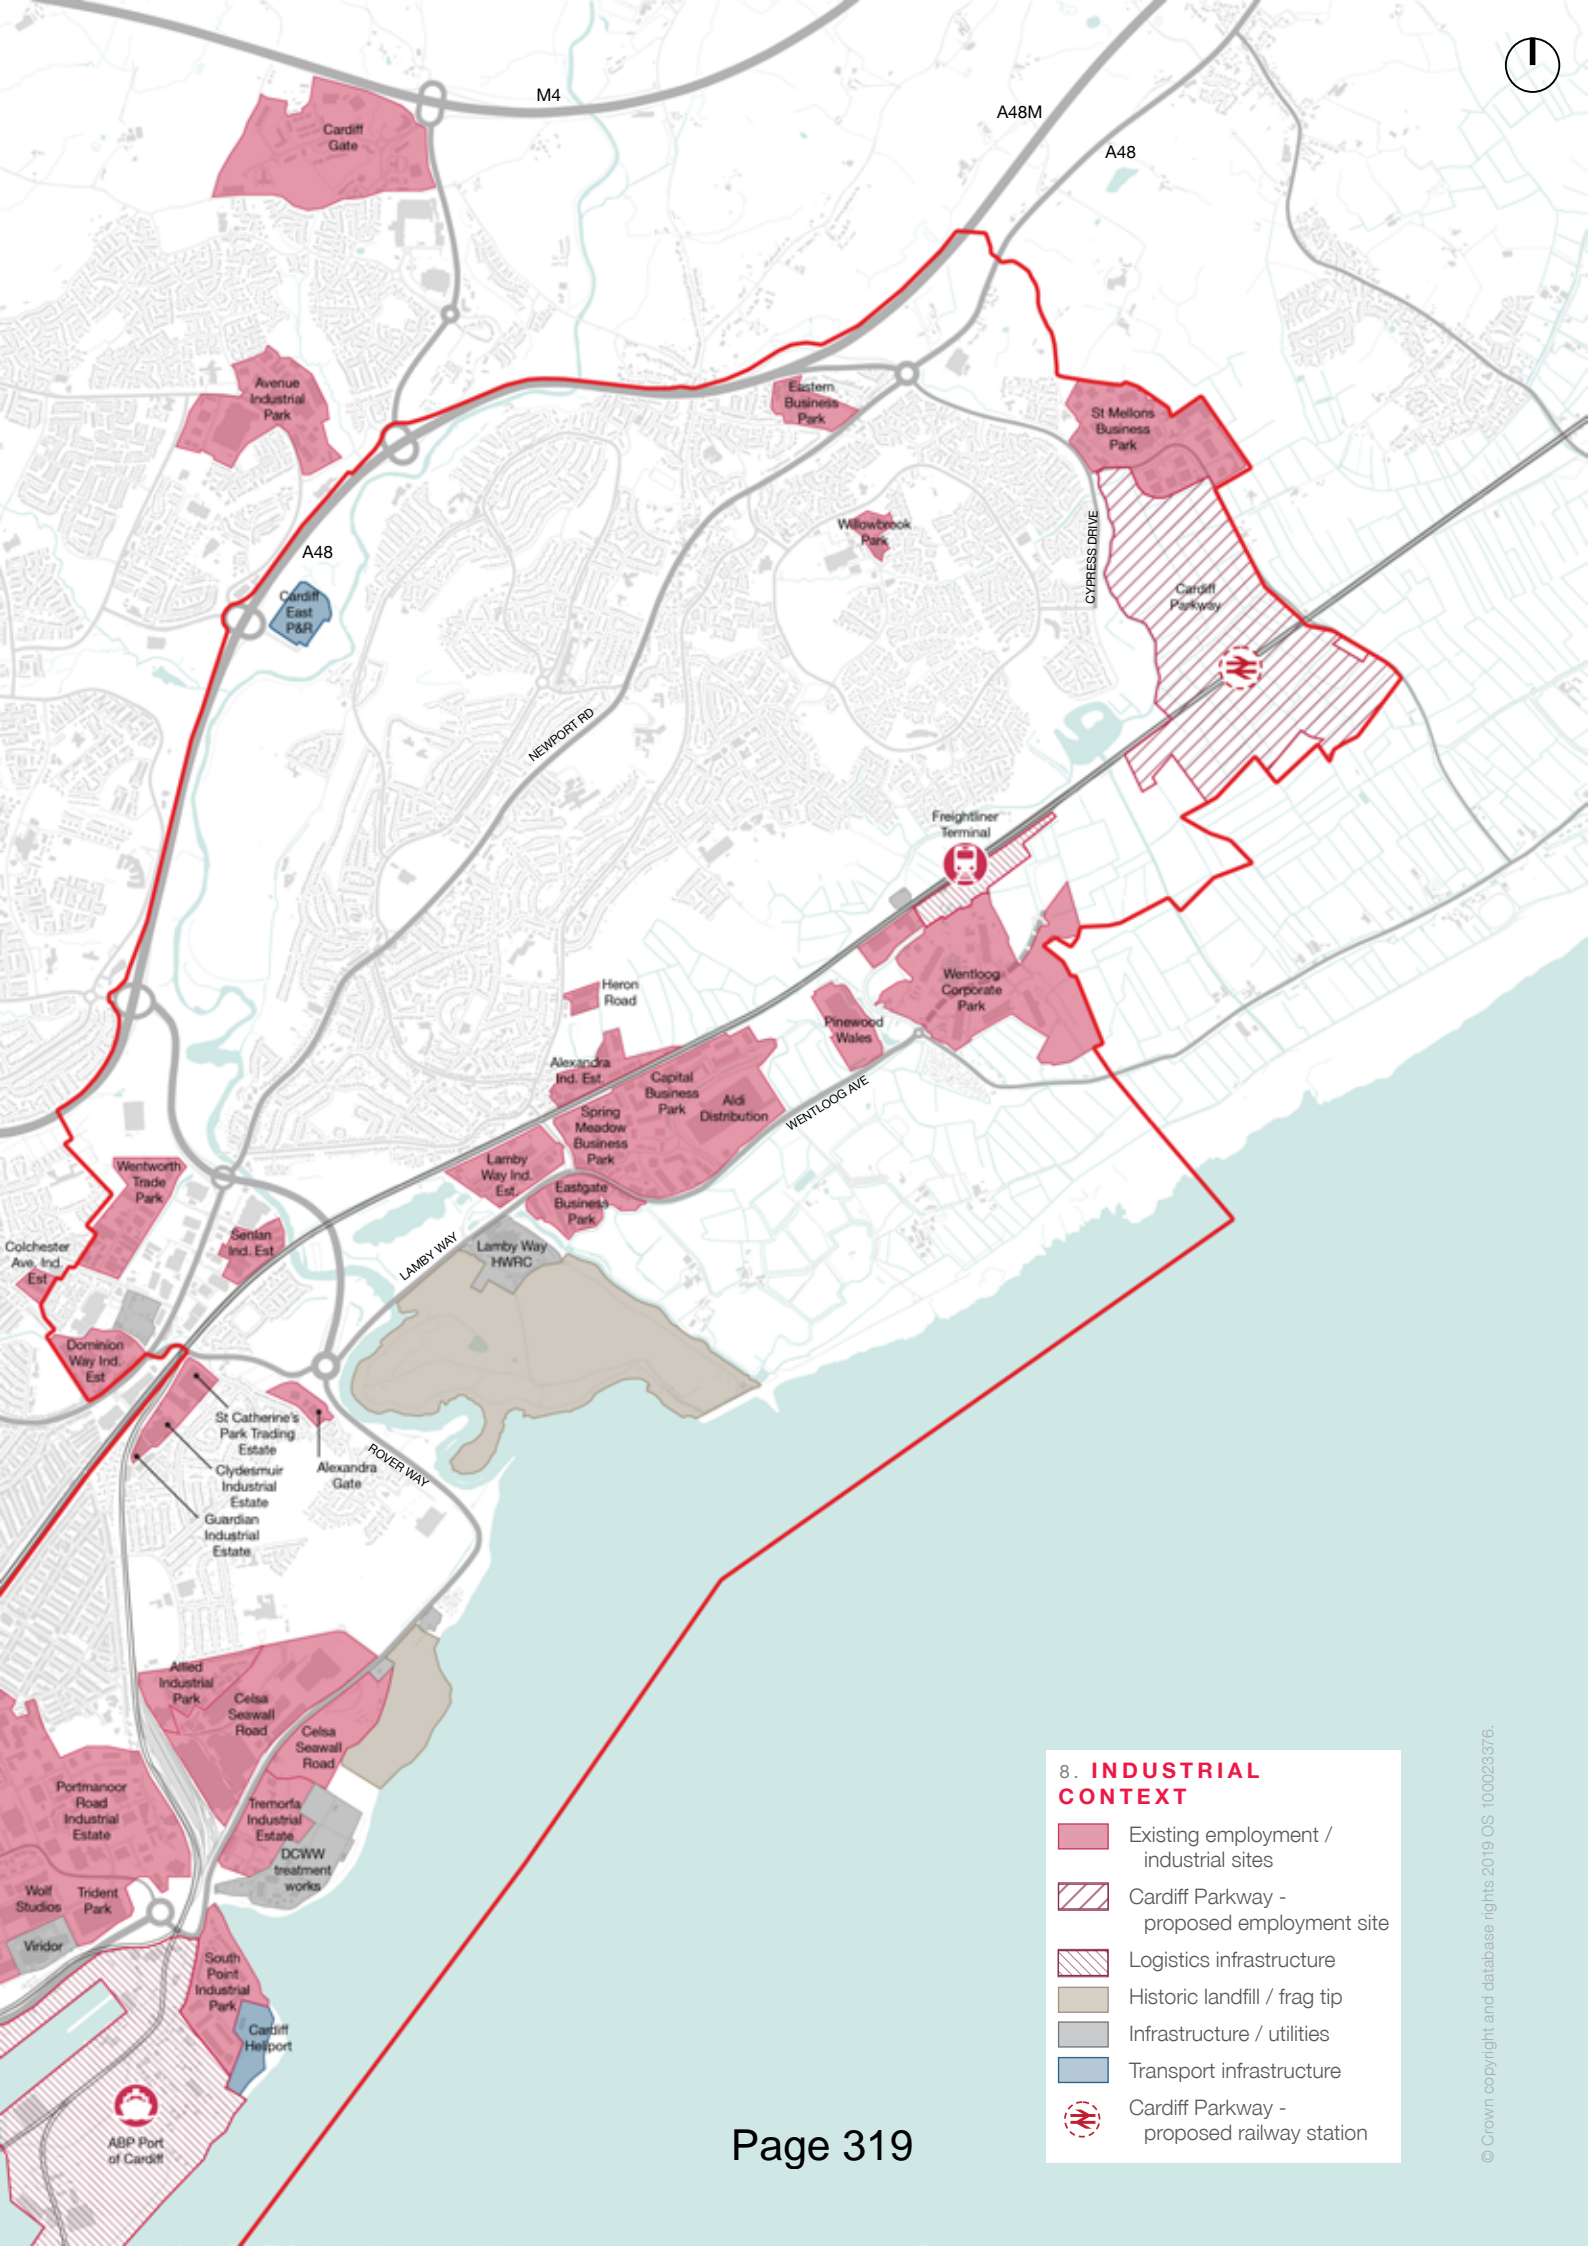 M4
A48M
A48
Cardiff
Gate
Avenue
Industrial
Park
Eastern
Business
Park
St Mellons
Business
Park
Willowbrook
Park
CYPRESS DRIVE
A48
Cardiff
East
P&R
Cardiff
Parkway
NEWPORT RD
Freightliner
Terminal
Heron
Road
Wentloog
Corporate
Park
Pinewood
Wales
Alexandra
Ind. Est.
Capital
Business
Park
Aldi
Distribution
WENTLOOG AVE
Spring
Meadow
Business
Park
Lamby
Way Ind.
Est.
Eastgate
Business
Park
Wentworth
Trade
Park
Senlan
Ind. Est
Colchester
Ave. Ind.
Est
LAMBY WAY
Lamby Way
HWRC
Dominion
Way Ind.
Est
St Catherine's
Park Trading
Estate
Clydesmuir
Industrial
Estate
Guardian
Industrial
Estate
Alexandra
Gate
ROVER WAY
Allied
Industrial
Park
Celsa
Seawall
Road
Celsa
Seawall
Road
Portmanoor
Road
Industrial
Estate
Tremorfa
Industrial
Estate
DCWW
treatment
works
Wolf
Studios
Trident
Park
Viridor
South
Point
Industrial
Park
Cardiff
Heliport
ABP Port
of Cardiff
8. INDUSTRIAL
CONTEXT
Existing employment /
industrial sites
Cardiff Parkway -
proposed employment site
Logistics infrastructure
Historic landfill / frag tip
Infrastructure / utilities
Transport infrastructure
Cardiff Parkway -
proposed railway station
© Crown copyright and database rights 2019 OS 100023376.
Page 319